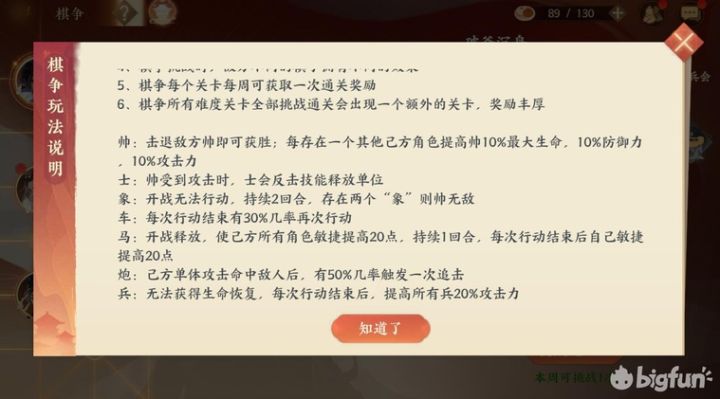 棋争
?
89 / 130
棋争玩法说明
5、棋争每个关卡每周可获取一次通关奖励
6、棋争所有难度关卡全部挑战通关会出现一个额外的关卡，奖励丰厚
帅：击退敌方帅即可获胜；每存在一个其他己方角色提高帅10%最大生命，10%防御力
，10%攻击力
士：帅受到攻击时，士会反击技能释放单位
象：开战无法行动，持续2回合，存在两个“象”则帅无敌
车：每次行动结束有30%几率再次行动
马：开战释放，使己方所有角色敏捷提高20点，持续1回合，每次行动结束后自己敏捷
提高20点
炮：己方单体攻击命中敌人后，有50%几率触发一次追击
兵：无法获得生命恢复，每次行动结束后，提高所有兵20%攻击力
知道了
兵会
本周可挑战1
bigfun